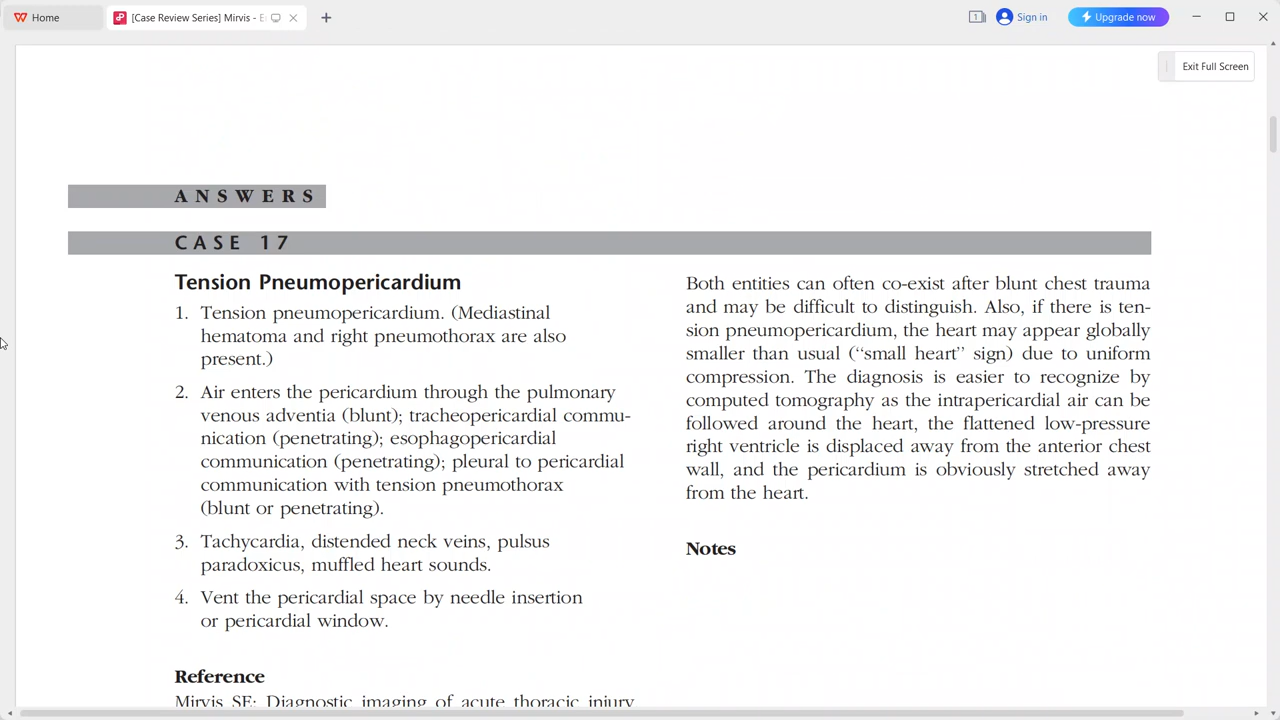 Home
[Case Review Series] Mirvis - E
1
Sign in
Upgrade now
Exit Full Screen
ANSWERS
CASE 17
Tension Pneumopericardium
1. Tension pneumopericardium. (Mediastinal
hematoma and right pneumothorax are also
present.)
2. Air enters the pericardium through the pulmonary
venous adventia (blunt); tracheopericardial commu-
nication (penetrating); esophagopericardial
communication (penetrating); pleural to pericardial
communication with tension pneumothorax
(blunt or penetrating).
3. Tachycardia, distended neck veins, pulsus
paradoxicus, muffled heart sounds.
4. Vent the pericardial space by needle insertion
or pericardial window.
Reference
Mirvis SE: Diagnostic imaging of acute thoracic injury
Both entities can often co-exist after blunt chest trauma
and may be difficult to distinguish. Also, if there is ten-
sion pneumopericardium, the heart may appear globally
smaller than usual (‘‘small heart’’ sign) due to uniform
compression. The diagnosis is easier to recognize by
computed tomography as the intrapericardial air can be
followed around the heart, the flattened low-pressure
right ventricle is displaced away from the anterior chest
wall, and the pericardium is obviously stretched away
from the heart.
Notes